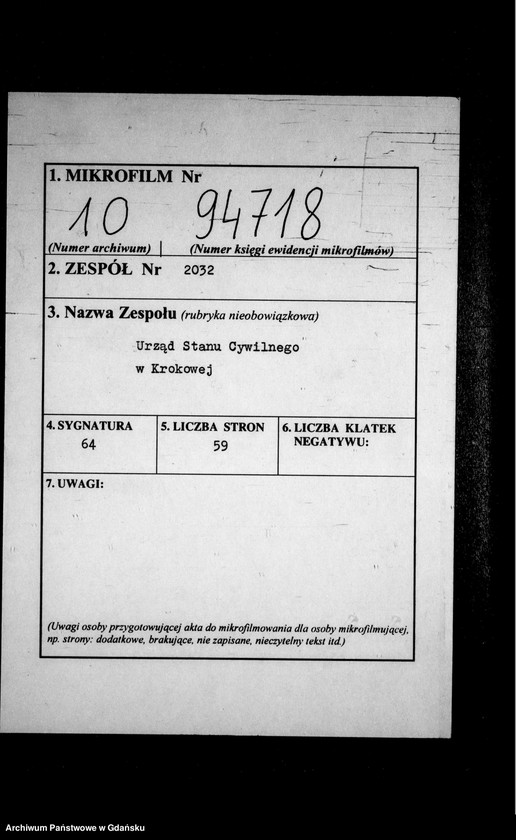 1. MIKROFILM Nr
10 94718
(Numer archiwum) (Numer księgi ewidencji mikrofilmów)
2. ZESPÓŁ Nr 2032
3. Nazwa Zespołu (rubryka nieobowiązkowa)
Urząd Stanu Cywilnego
w Krokowej
4. SYGNATURA 5. LICZBA STRON 6. LICZBA KLATEK
NEGATYWU:
64 59
7. UWAGI:
(Uwagi osoby przygotowującej akta do mikrofilmowania dla osoby mikrofilmującej,
np. strony: dodatkowe, brakujące, nie zapisane, nieczytelny tekst itd.)
Archiwum Państwowe w Gdańsku